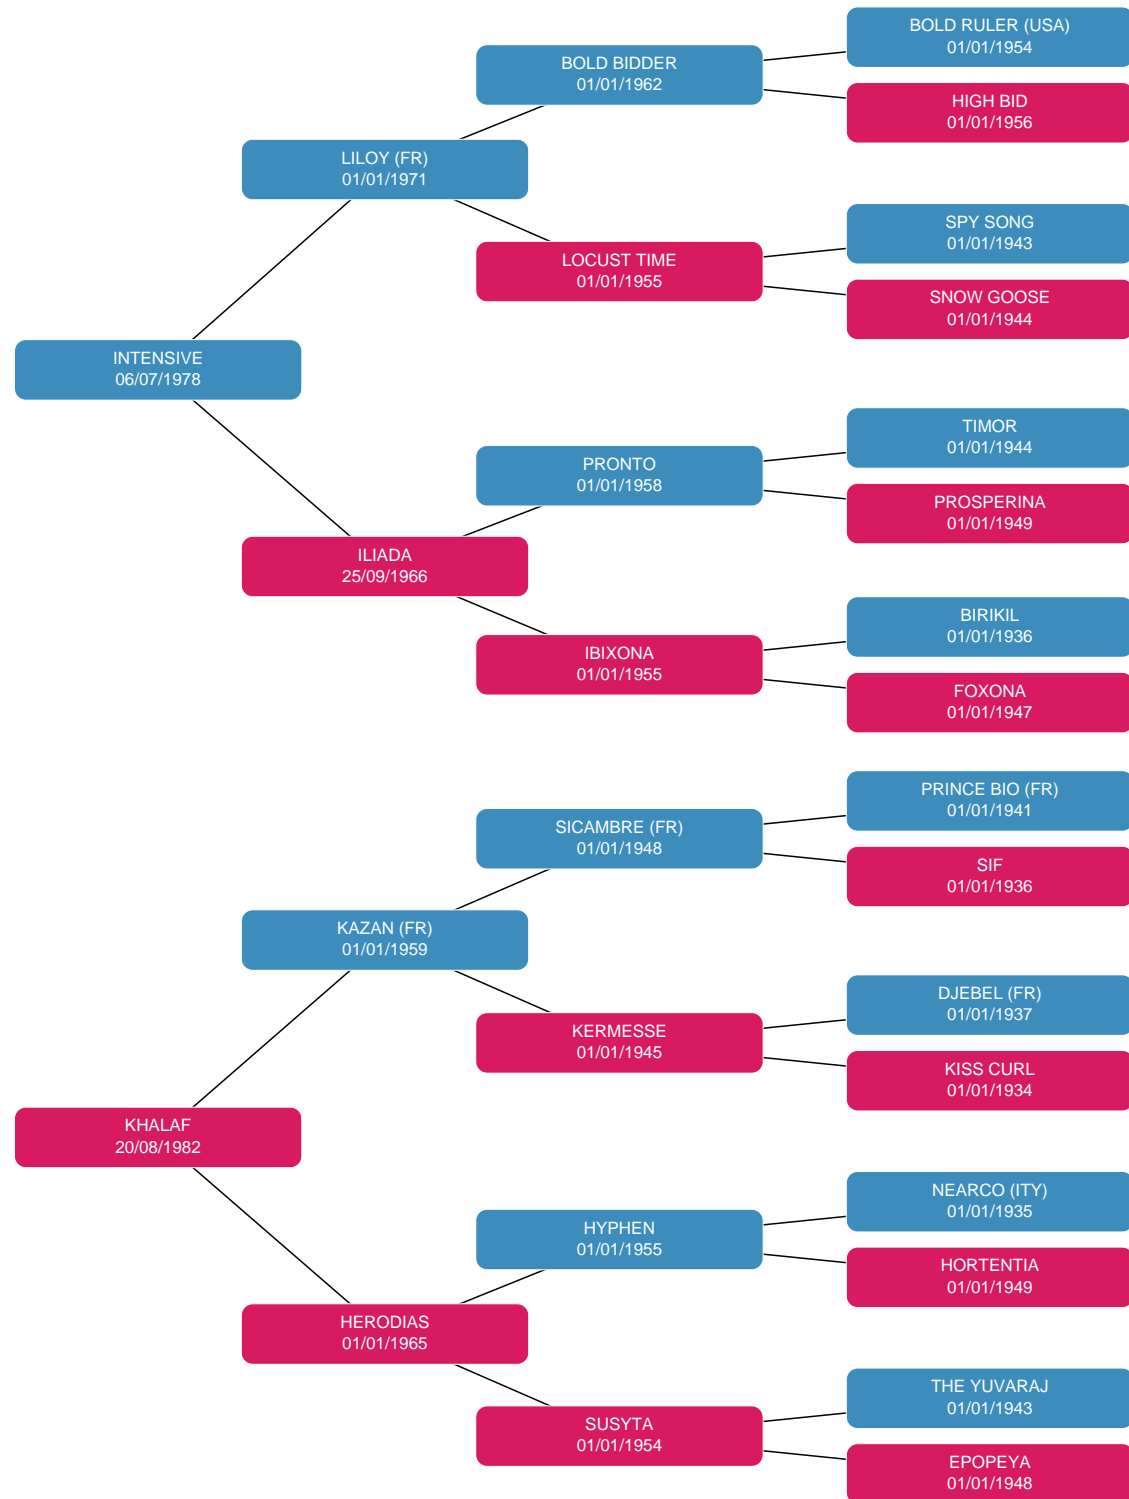 BOLD RULER (USA)
01/01/1954
BOLD BIDDER
01/01/1962
HIGH BID
01/01/1956
LILOY (FR)
01/01/1971
SPY SONG
01/01/1943
LOCUST TIME
01/01/1955
SNOW GOOSE
01/01/1944
INTENSIVE
06/07/1978
TIMOR
01/01/1944
PRONTO
01/01/1958
PROSPERINA
01/01/1949
ILIADA
25/09/1966
BIRIKIL
01/01/1936
IBIXONA
01/01/1955
FOXONA
01/01/1947
PRINCE BIO (FR)
01/01/1941
SICAMBRE (FR)
01/01/1948
SIF
01/01/1936
KAZAN (FR)
01/01/1959
DJEBEL (FR)
01/01/1937
KERMESSE
01/01/1945
KISS CURL
01/01/1934
KHALAF
20/08/1982
NEARCO (ITY)
01/01/1935
HYPHEN
01/01/1955
HORTENTIA
01/01/1949
HERODIAS
01/01/1965
THE YUVARAJ
01/01/1943
SUSYTA
01/01/1954
EPOPEYA
01/01/1948